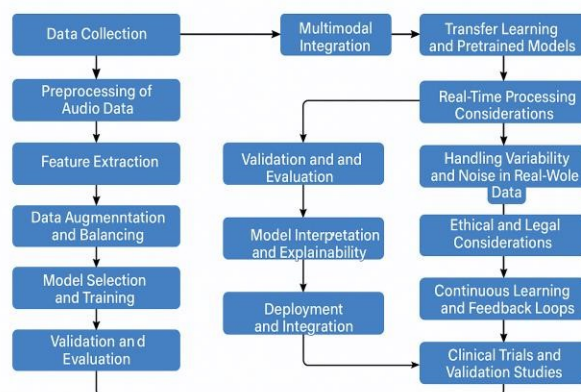 Data Collection
Preprocessing of
Audio Data
Feature Extraction
Data Augmenntation
and Balancing
Model Selection
and Training
Validation and
Evaluation
Multimodal
Integration
Validation and and
Evaluation
Model Interpretation
and Explainability
Deployment
and Integration
Transfer Learning
and Pretrained Models
Real-Time Processing
Considerations
Handling Variability
and Noise in Real-Wole
Data
Ethical and Legal
Considerations
Continuous Learning
and Feedback Loops
Clinical Trials and
Validation Studies